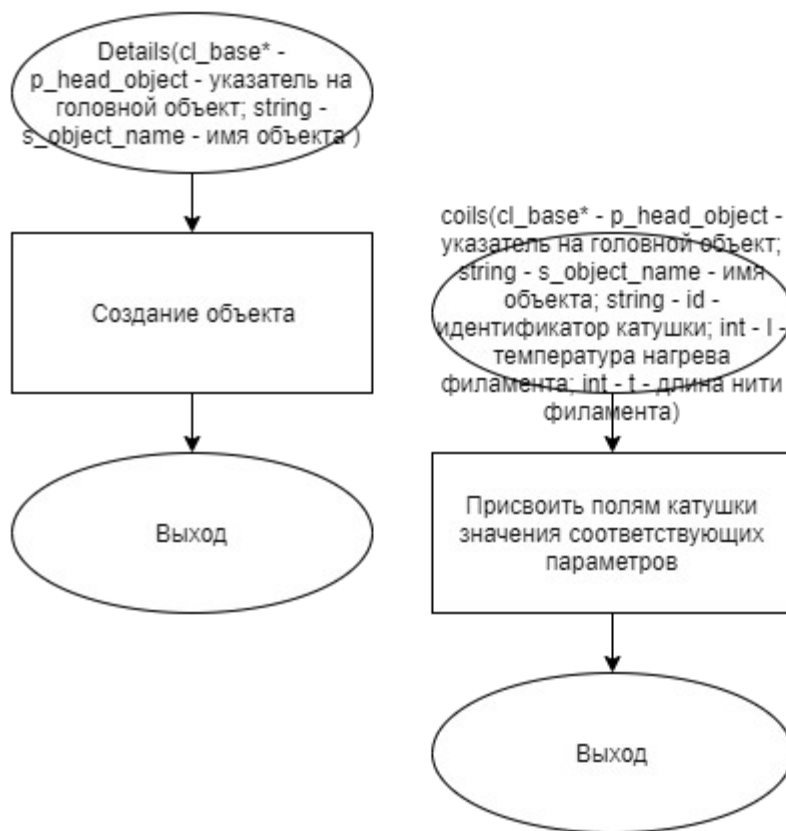 Details(cl_base* -
p_head_object - указатель на
головной объект; string -
s_object_name - имя объекта )
Создание объекта
Выход
coils(cl_base* - p_head_object -
указатель на головной объект;
string - s_object_name - имя
объекта; string - id -
идентификатор катушки; int - l -
температура нагрева
филамента; int - t - длина нити
филамента)
Присвоить полям катушки
значения соответствующих
параметров
Выход